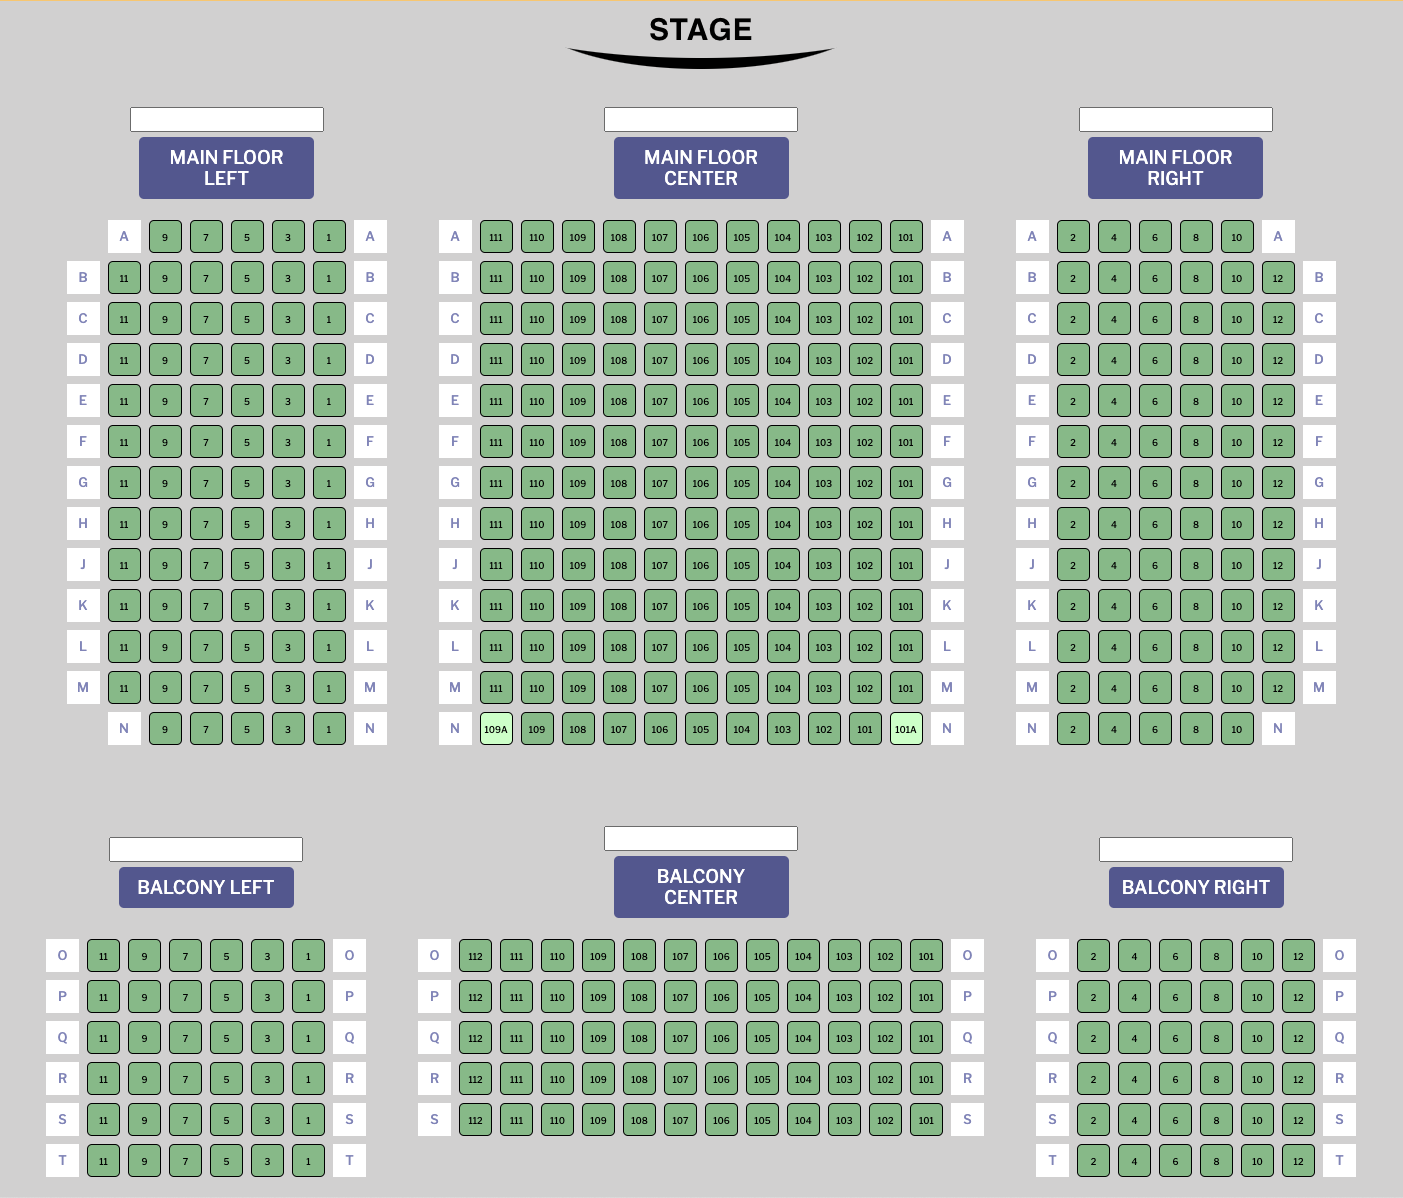 STAGE
MAIN FLOOR
LEFT
MAIN FLOOR
CENTER
MAIN FLOOR
RIGHT
A 9 7 5 3 1 A A 111 110 109 108 107 106 105 104 103 102 101 A A 2 4 6 8 10 A
B 11 9 7 5 3 1 B B 111 110 109 108 107 106 105 104 103 102 101 B B 2 4 6 8 10 12 B
C 11 9 7 5 3 1 C C 111 110 109 108 107 106 105 104 103 102 101 C C 2 4 6 8 10 12 C
D 11 9 7 5 3 1 D D 111 110 109 108 107 106 105 104 103 102 101 D D 2 4 6 8 10 12 D
E 11 9 7 5 3 1 E E 111 110 109 108 107 106 105 104 103 102 101 E E 2 4 6 8 10 12 E
F 11 9 7 5 3 1 F F 111 110 109 108 107 106 105 104 103 102 101 F F 2 4 6 8 10 12 F
G 11 9 7 5 3 1 G G 111 110 109 108 107 106 105 104 103 102 101 G G 2 4 6 8 10 12 G
H 11 9 7 5 3 1 H H 111 110 109 108 107 106 105 104 103 102 101 H H 2 4 6 8 10 12 H
J 11 9 7 5 3 1 J J 111 110 109 108 107 106 105 104 103 102 101 J J 2 4 6 8 10 12 J
K 11 9 7 5 3 1 K K 111 110 109 108 107 106 105 104 103 102 101 K K 2 4 6 8 10 12 K
L 11 9 7 5 3 1 L L 111 110 109 108 107 106 105 104 103 102 101 L L 2 4 6 8 10 12 L
M 11 9 7 5 3 1 M M 111 110 109 108 107 106 105 104 103 102 101 M M 2 4 6 8 10 12 M
N 9 7 5 3 1 N N 109A 109 108 107 106 105 104 103 102 101 101A N N 2 4 6 8 10 N
BALCONY LEFT
BALCONY
CENTER
BALCONY RIGHT
O 11 9 7 5 3 1 O O 112 111 110 109 108 107 106 105 104 103 102 101 O O 2 4 6 8 10 12 O
P 11 9 7 5 3 1 P P 112 111 110 109 108 107 106 105 104 103 102 101 P P 2 4 6 8 10 12 P
Q 11 9 7 5 3 1 Q Q 112 111 110 109 108 107 106 105 104 103 102 101 Q Q 2 4 6 8 10 12 Q
R 11 9 7 5 3 1 R R 112 111 110 109 108 107 106 105 104 103 102 101 R R 2 4 6 8 10 12 R
S 11 9 7 5 3 1 S S 112 111 110 109 108 107 106 105 104 103 102 101 S S 2 4 6 8 10 12 S
T 11 9 7 5 3 1 T T 2 4 6 8 10 12 T